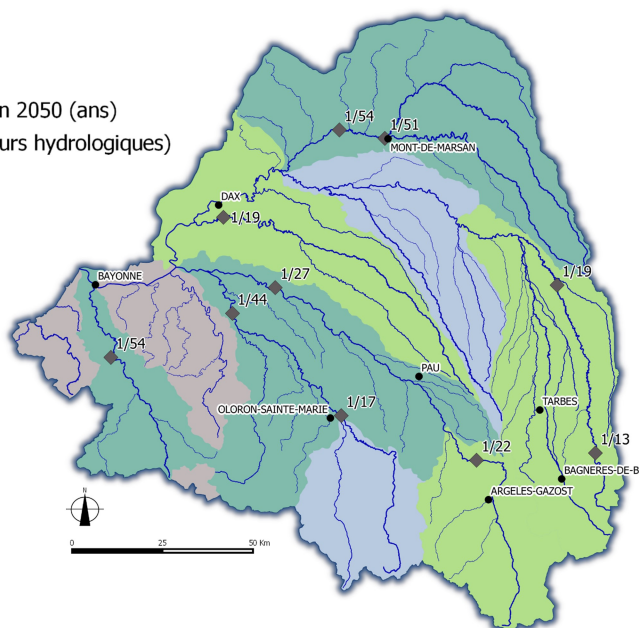 n 2050 (ans)
urs hydrologiques)
1/54
1/51
MONT-DE-MARSAN
DAX
1/19
BAYONNE
1/27
1/19
1/44
1/54
PAU
OLORON-SAINTE-MARIE
1/17
TARBES
1/22
1/13
BAGNERES-DE-B
ARGELES-GAZOST
N
0 25 50 Km